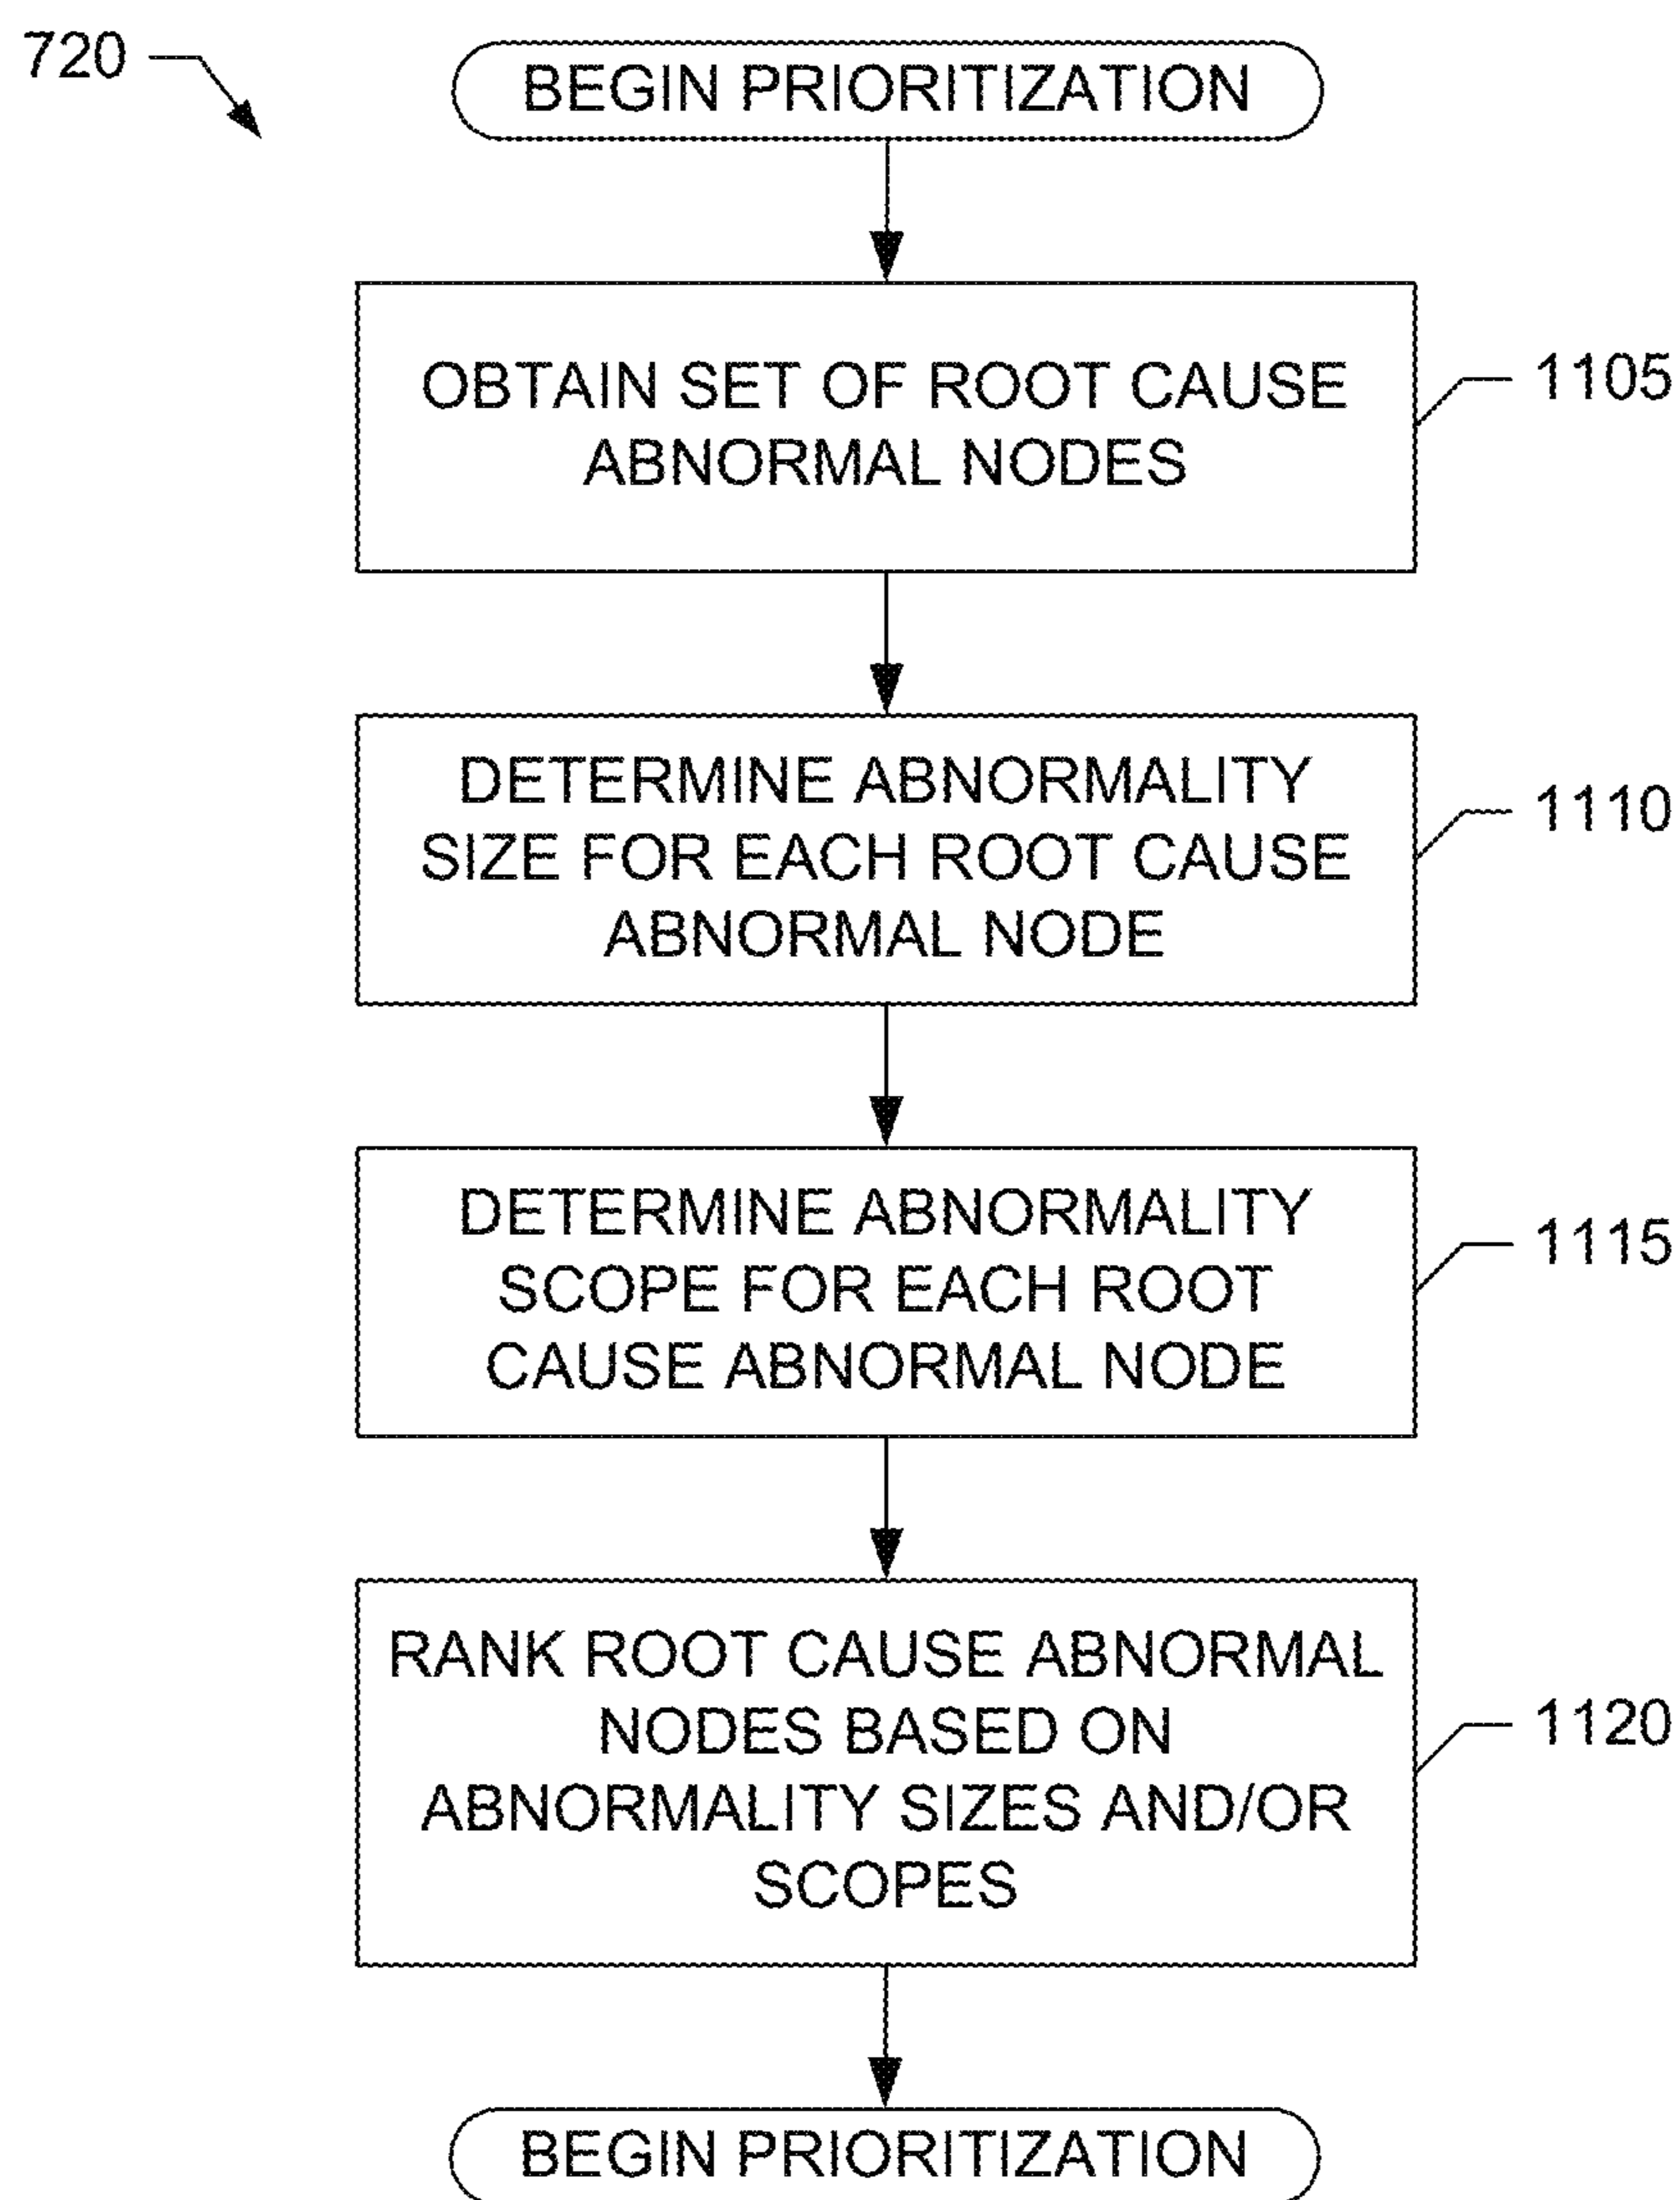 720
BEGIN PRIORITIZATION
OBTAIN SET OF ROOT CAUSE
ABNORMAL NODES
1105
DETERMINE ABNORMALITY
SIZE FOR EACH ROOT CAUSE
ABNORMAL NODE
1110
DETERMINE ABNORMALITY
SCOPE FOR EACH ROOT
CAUSE ABNORMAL NODE
1115
RANK ROOT CAUSE ABNORMAL
NODES BASED ON
ABNORMALITY SIZES AND/OR
SCOPES
1120
BEGIN PRIORITIZATION